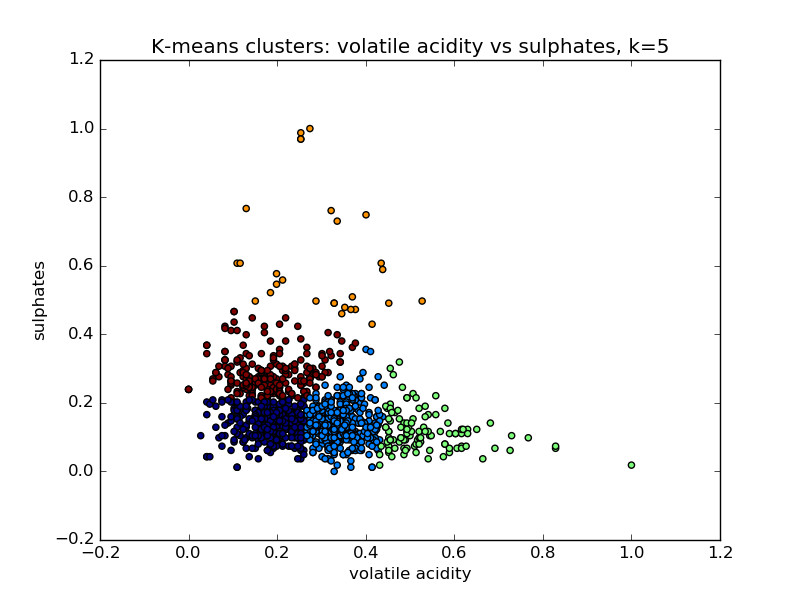 K-means clusters: volatile acidity vs sulphates, k=5
1.2
1.0
0.8
0.6
0.4
0.2
0.0
−0.2
sulphates
−0.2 0.0 0.2 0.4 0.6 0.8 1.0 1.2
volatile acidity